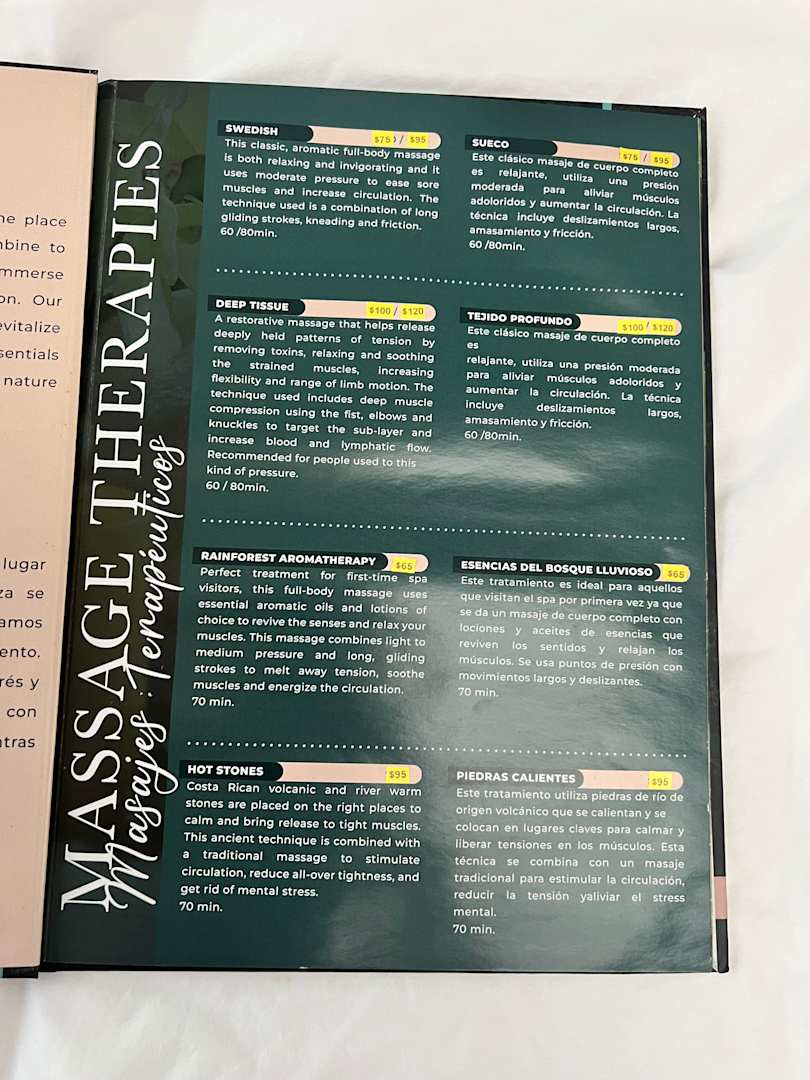 he place
mbine to
mmerse
on. Our
evitalize
sentials
nature
lugar
za se
amos
ento.
rés y
con
ntras
MASSAGE THERAPIES
Masajes Terapéuticos
SWEDISH
$75 / $95
This classic, aromatic full-body massage
is both relaxing and invigorating and it
uses moderate pressure to ease sore
muscles and increase circulation. The
technique used is a combination of long
gliding strokes, kneading and friction.
60 /80min.
SUECO
$75 / $95
Este clásico masaje de cuerpo completo
es relajante, utiliza una presión
moderada para aliviar músculos
adoloridos y aumentar la circulación. La
técnica incluye deslizamientos largos,
amasamiento y fricción.
60 /80min.
DEEP TISSUE
$100 / $120
A restorative massage that helps release
deeply held patterns of tension by
removing toxins, relaxing and soothing
the strained muscles, increasing
flexibility and range of limb motion. The
technique used includes deep muscle
compression using the fist, elbows and
knuckles to target the sub-layer and
increase blood and lymphatic flow.
Recommended for people used to this
kind of pressure.
60 / 80min.
TEJIDO PROFUNDO
$100 / $120
Este clásico masaje de cuerpo completo
es
relajante, utiliza una presión moderada
para aliviar músculos adoloridos y
aumentar la circulación. La técnica
incluye deslizamientos largos,
amasamiento y fricción.
60 /80min.
RAINFOREST AROMATHERAPY
$65
Perfect treatment for first-time spa
visitors, this full-body massage uses
essential aromatic oils and lotions of
choice to revive the senses and relax your
muscles. This massage combines light to
medium pressure and long, gliding
strokes to melt away tension, soothe
muscles and energize the circulation.
70 min.
ESENCIAS DEL BOSQUE LLUVIOSO
$65
Este tratamiento es ideal para aquellos
que visitan el spa por primera vez ya que
se da un masaje de cuerpo completo con
lociones y aceites de esencias que
reviven los sentidos y relajan los
músculos. Se usa puntos de presión con
movimientos largos y deslizantes.
70 min.
HOT STONES
$95
Costa Rican volcanic and river warm
stones are placed on the right places to
calm and bring release to tight muscles.
This ancient technique is combined with
a traditional massage to stimulate
circulation, reduce all-over tightness, and
get rid of mental stress.
70 min.
PIEDRAS CALIENTES
$95
Este tratamiento utiliza piedras de río de
origen volcánico que se calientan y se
colocan en lugares claves para calmar y
liberar tensiones en los músculos. Esta
técnica se combina con un masaje
tradicional para estimular la circulación,
reducir la tensión yaliviar el stress
mental.
70 min.